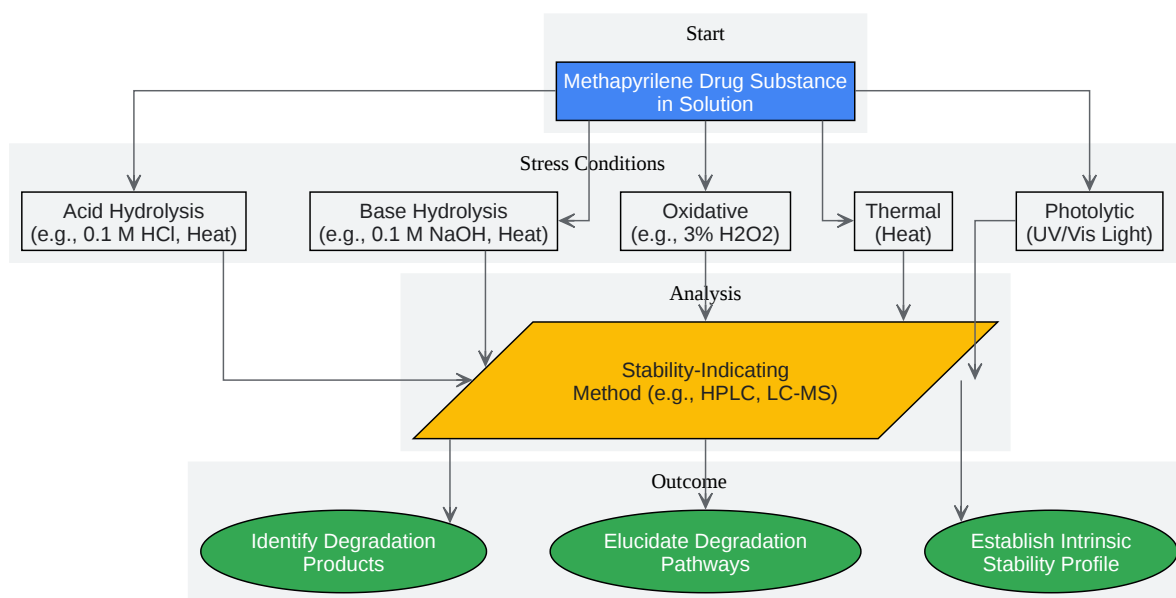 Start
Methapyrilene Drug Substance
in Solution
Stress Conditions
Acid Hydrolysis
(e.g., 0.1 M HCl, Heat)
Base Hydrolysis
(e.g., 0.1 M NaOH, Heat)
Oxidative
(e.g., 3% H2O2)
Thermal
(Heat)
Photolytic
(UV/Vis Light)
Analysis
Stability-Indicating
Method (e.g., HPLC, LC-MS)
Outcome
Identify Degradation
Products
Elucidate Degradation
Pathways
Establish Intrinsic
Stability Profile